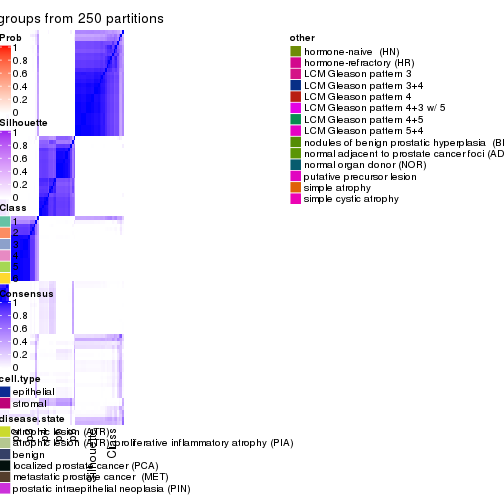 groups from 250 partitions
Prob
1
0.8
0.6
0.4
0.2
0
Silhouette
1
0.8
0.6
0.4
0.2
0
Class
1
2
3
4
5
Consensus
1
0.8
0.6
0.4
0.2
0
cell.type
epithelial
stromal
disease.state
atrophic lesion (ATR)
atrophic lesion (ATR) proliferative inflammatory atrophy (PIA)
benign
localized prostate cancer (PCA)
metastatic prostate cancer (MET)
prostatic intraepithelial neoplasia (PIN)
Silhouette
Class
other
hormone-naive (HN)
hormone-refractory (HR)
LCM Gleason pattern 3
LCM Gleason pattern 3+4
LCM Gleason pattern 4
LCM Gleason pattern 4+3 w/ 5
LCM Gleason pattern 4+5
LCM Gleason pattern 5+4
nodules of benign prostatic hyperplasia (B
normal adjacent to prostate cancer foci (AD
normal organ donor (NOR)
putative precursor lesion
simple atrophy
simple cystic atrophy